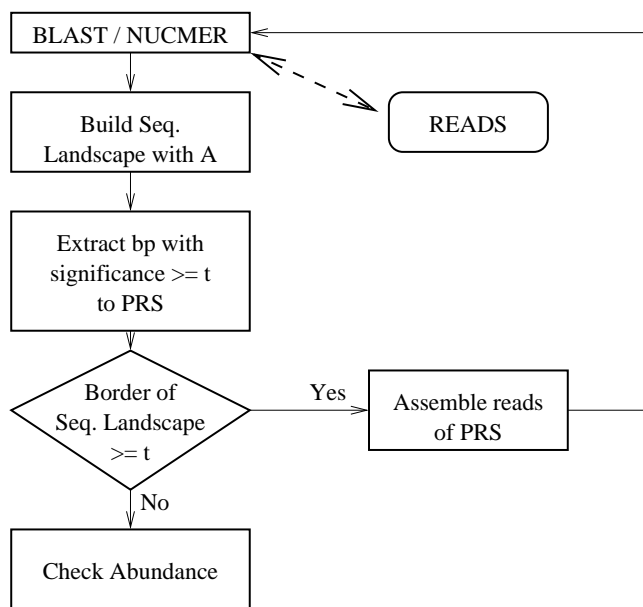 BLAST / NUCMER
READS
Build Seq.
Landscape with A
Extract bp with
significance >= t
to PRS
Border of
Seq. Landscape
>= t
Yes
Assemble reads
of PRS
No
Check Abundance